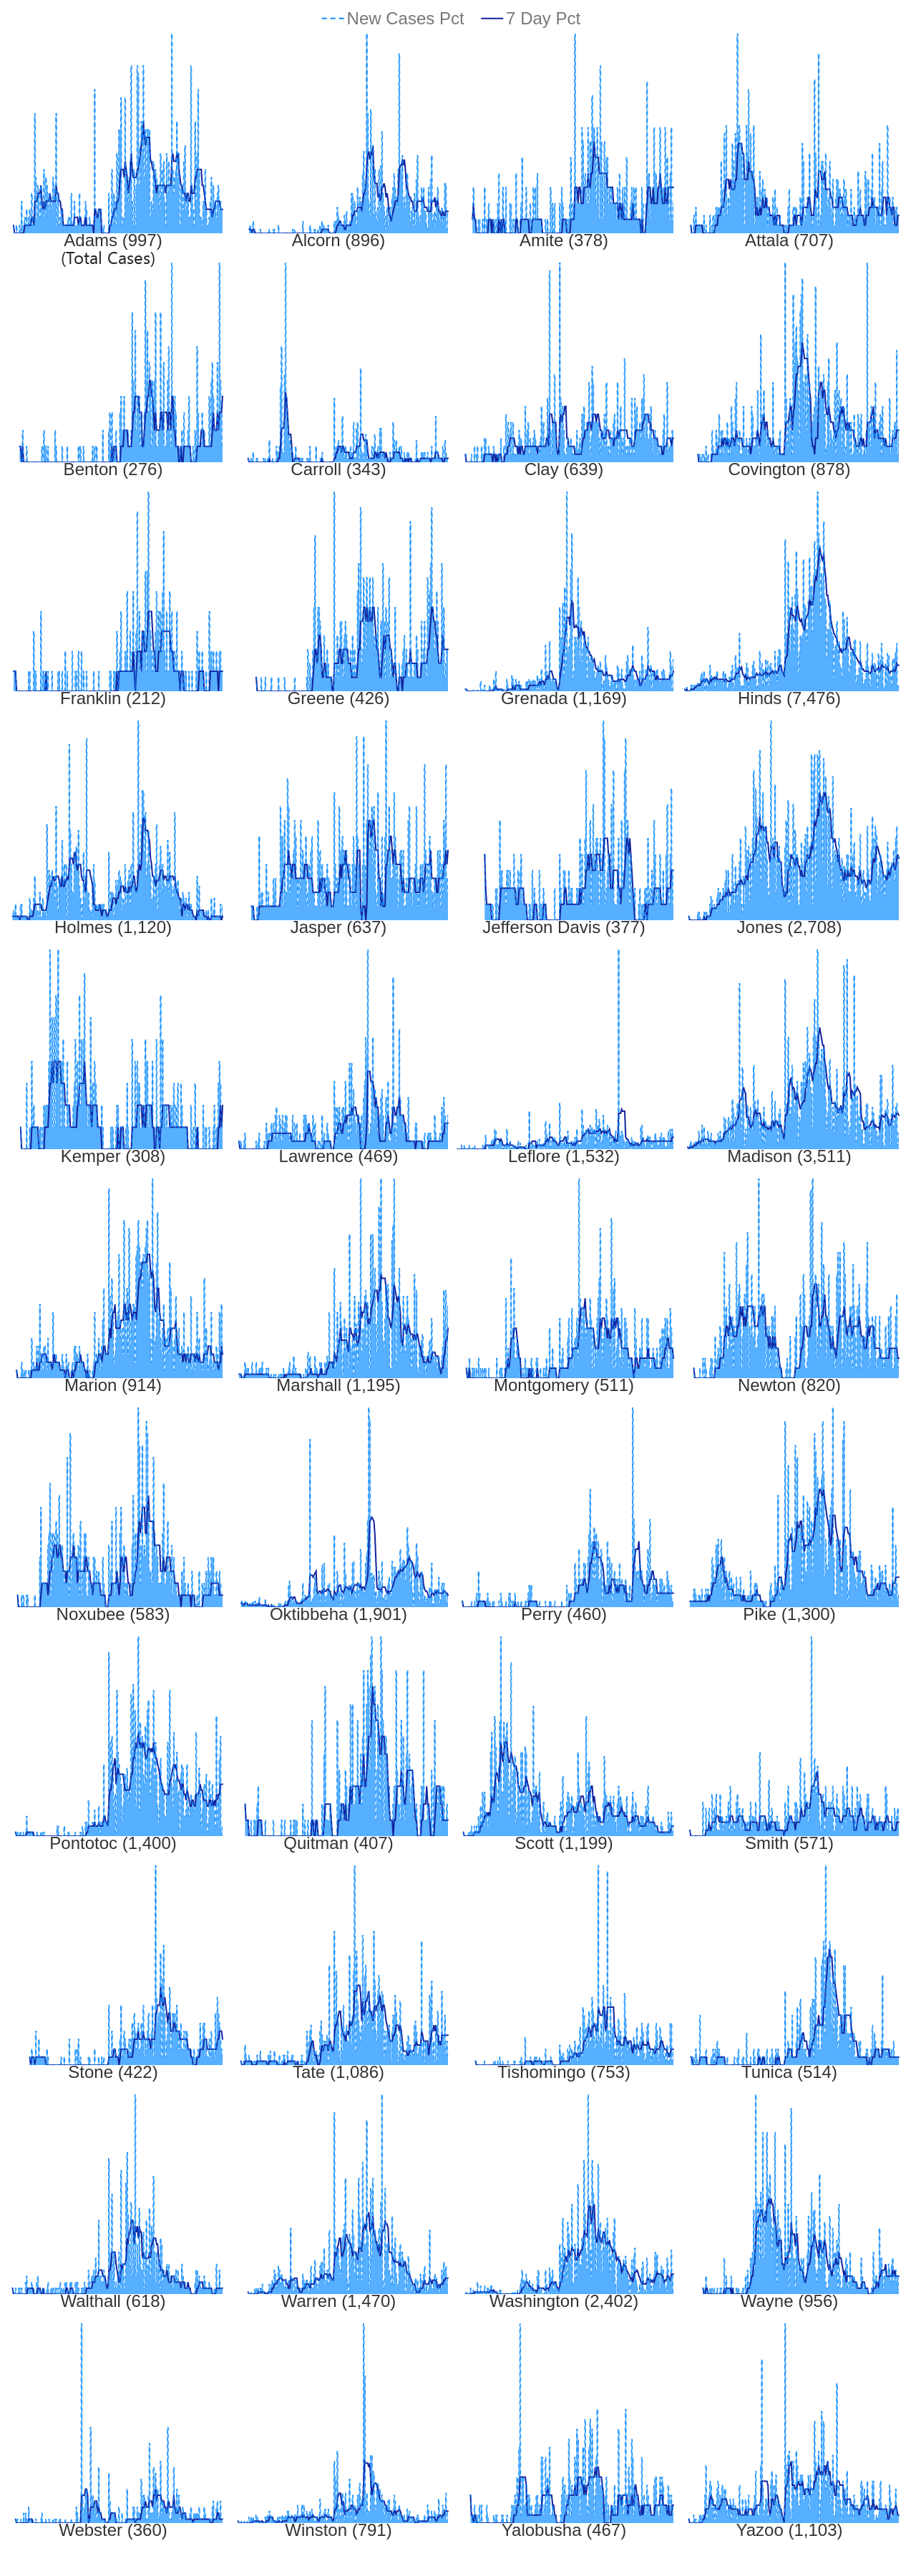 New Cases Pct 7 Day Pct
Adams (997) Alcorn (896) Amite (378) Attala (707)
(Total Cases)
Benton (276) Carroll (343) Clay (639) Covington (878)
Franklin (212) Greene (426) Grenada (1,169) Hinds (7,476)
Holmes (1,120) Jasper (637) Jefferson Davis (377) Jones (2,708)
Kemper (308) Lawrence (469) Leflore (1,532) Madison (3,511)
Marion (914) Marshall (1,195) Montgomery (511) Newton (820)
Noxubee (583) Oktibbeha (1,901) Perry (460) Pike (1,300)
Pontotoc (1,400) Quitman (407) Scott (1,199) Smith (571)
Stone (422) Tate (1,086) Tishomingo (753) Tunica (514)
Walthall (618) Warren (1,470) Washington (2,402) Wayne (956)
Webster (360) Winston (791) Yalobusha (467) Yazoo (1,103)